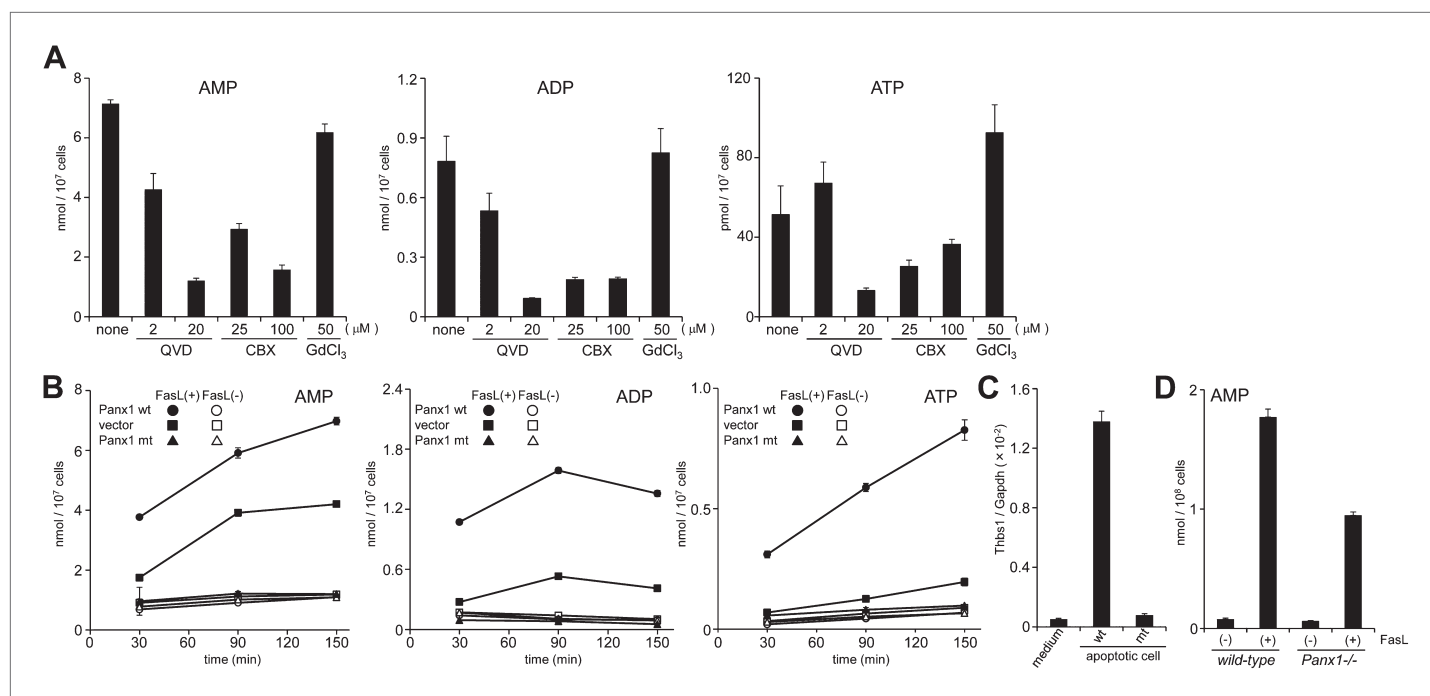 A
AMP
8
6
4
2
0
nmol / 10⁷ cells
none 2 20 25 100 50 ( μM )
QVD CBX GdCl₃
ADP
1.2
0.9
0.6
0.3
0
nmol / 10⁷ cells
none 2 20 25 100 50 ( μM )
QVD CBX GdCl₃
ATP
120
80
40
0
pmol / 10⁷ cells
none 2 20 25 100 50 ( μM )
QVD CBX GdCl₃
B
FasL(+) FasL(-)
Panx1 wt
vector
Panx1 mt
AMP
8
6
4
2
0
nmol / 10⁷ cells
0 30 60 90 120 150
time (min)
FasL(+) FasL(-)
Panx1 wt
vector
Panx1 mt
ADP
2.4
1.8
1.2
0.6
0
nmol / 10⁷ cells
0 30 60 90 120 150
time (min)
FasL(+) FasL(-)
Panx1 wt
vector
Panx1 mt
ATP
1.0
0.5
0
nmol / 10⁷ cells
0 30 60 90 120 150
time (min)
C
1.6
1.2
0.8
0.4
0
Thbs1 / Gapdh ( × 10⁻²)
medium wt mt
apoptotic cell
D
AMP
2
1
0
nmol / 10⁸ cells
(-) (+) (-) (+) FasL
wild-type Panx1-/-